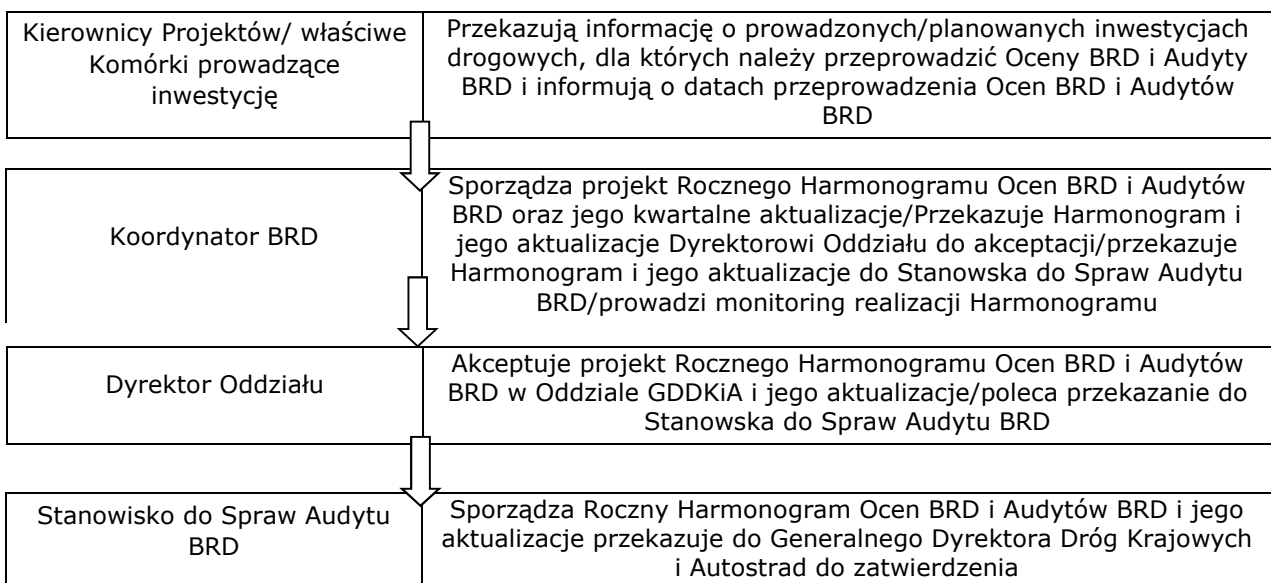 Kierownicy Projektów/ właściwe
Komórki prowadzące
inwestycję
Przekazują informację o prowadzonych/planowanych inwestycjach
drogowych, dla których należy przeprowadzić Oceny BRD i Audyty
BRD i informują o datach przeprowadzenia Ocen BRD i Audytów
BRD
Koordynator BRD
Sporządza projekt Rocznego Harmonogramu Ocen BRD i Audytów
BRD oraz jego kwartalne aktualizacje/Przekazuje Harmonogram i
jego aktualizacje Dyrektorowi Oddziału do akceptacji/przekazuje
Harmonogram i jego aktualizacje do Stanowska do Spraw Audytu
BRD/prowadzi monitoring realizacji Harmonogramu
Dyrektor Oddziału
Akceptuje projekt Rocznego Harmonogramu Ocen BRD i Audytów
BRD w Oddziale GDDKiA i jego aktualizacje/poleca przekazanie do
Stanowska do Spraw Audytu BRD
Stanowisko do Spraw Audytu
BRD
Sporządza Roczny Harmonogram Ocen BRD i Audytów BRD i jego
aktualizacje przekazuje do Generalnego Dyrektora Dróg Krajowych
i Autostrad do zatwierdzenia